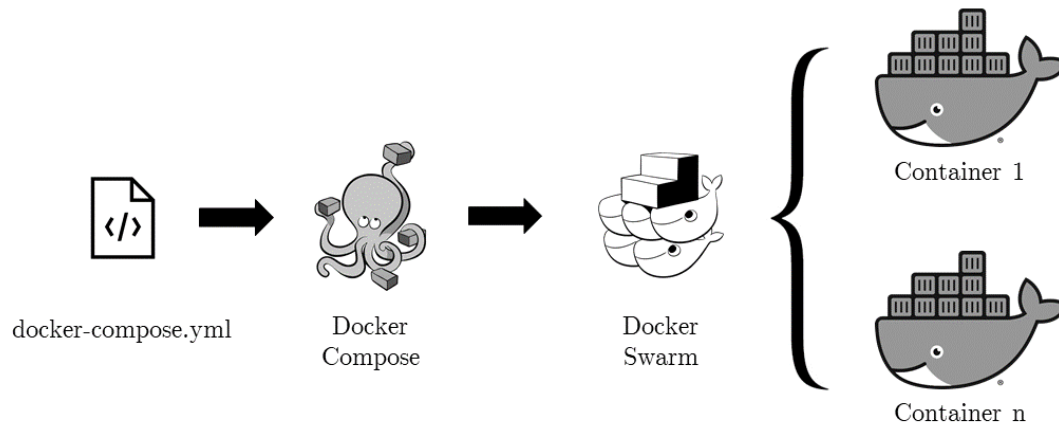 </>
docker-compose.yml
Docker
Compose
Docker
Swarm
Container 1
Container n